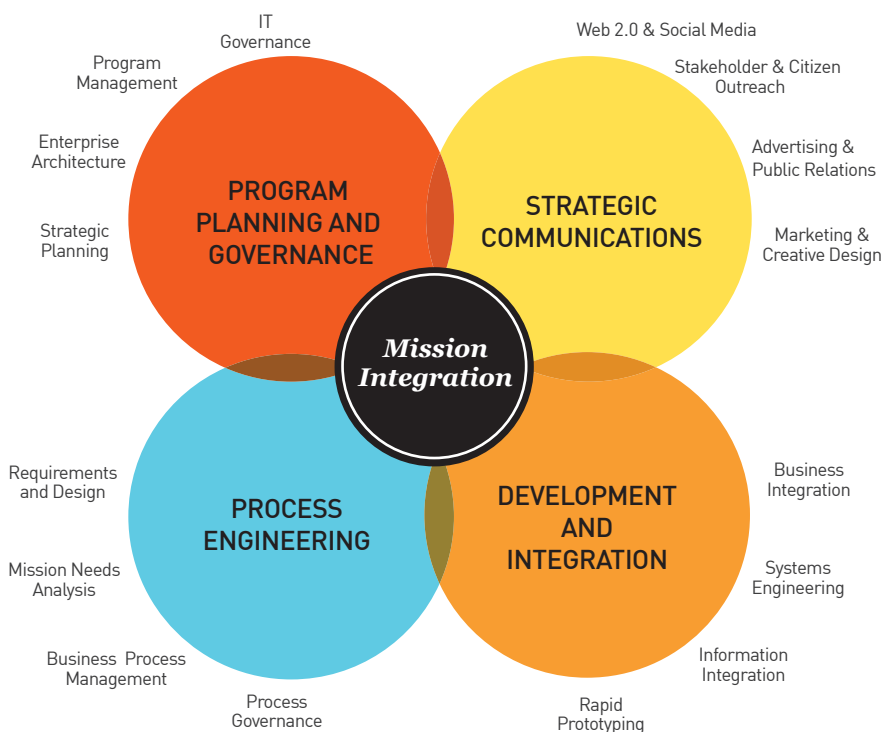 IT
Governance
Program
Management
Enterprise
Architecture
Strategic
Planning
PROGRAM
PLANNING AND
GOVERNANCE
Web 2.0 & Social Media
Stakeholder & Citizen
Outreach
Advertising &
Public Relations
Marketing &
Creative Design
STRATEGIC
COMMUNICATIONS
Mission
Integration
Requirements
and Design
Mission Needs
Analysis
Business Process
Management
Process
Governance
PROCESS
ENGINEERING
DEVELOPMENT
AND
INTEGRATION
Business
Integration
Systems
Engineering
Information
Integration
Rapid
Prototyping